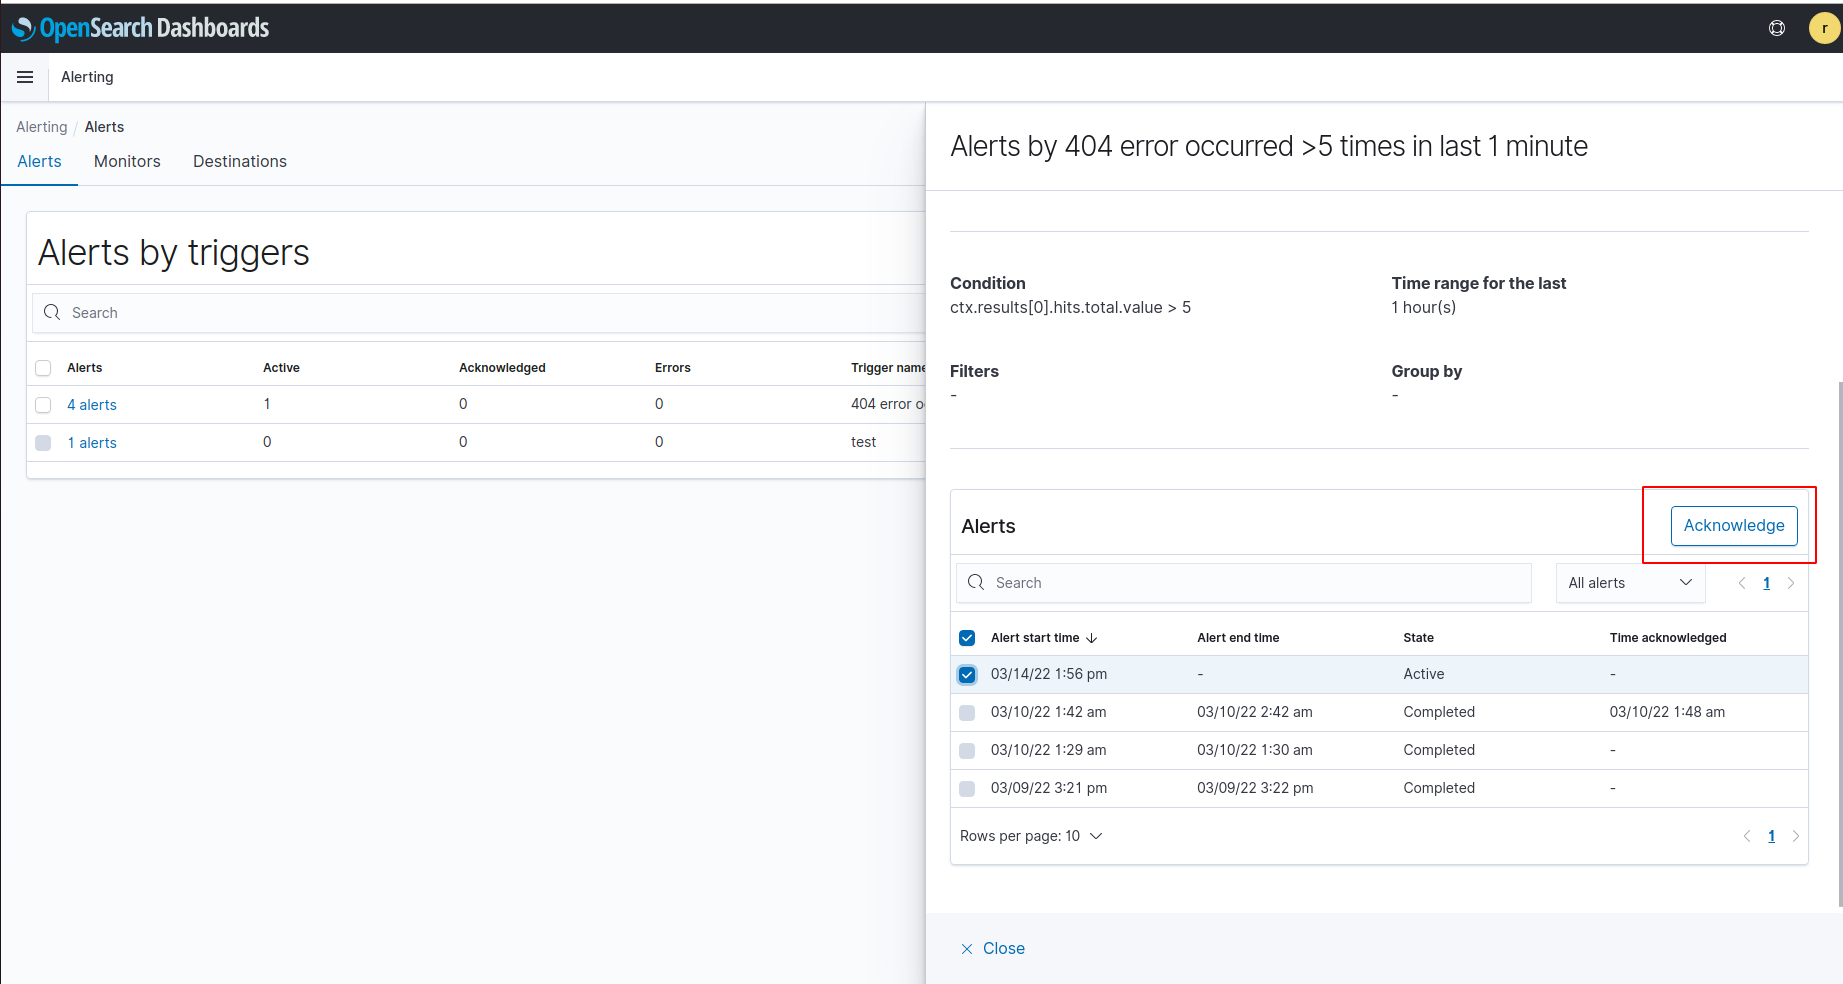 OpenSearch Dashboards
r
Alerting
Alerting / Alerts
Alerts Monitors Destinations
Alerts by triggers
Search
Alerts Active Acknowledged Errors Trigger name
4 alerts 1 0 0 404 error o
1 alerts 0 0 0 test
Alerts by 404 error occurred >5 times in last 1 minute
Condition Time range for the last
ctx.results[0].hits.total.value > 5 1 hour(s)
Filters Group by
- -
Alerts Acknowledge
Search All alerts 1
Alert start time Alert end time State Time acknowledged
03/14/22 1:56 pm - Active -
03/10/22 1:42 am 03/10/22 2:42 am Completed 03/10/22 1:48 am
03/10/22 1:29 am 03/10/22 1:30 am Completed -
03/09/22 3:21 pm 03/09/22 3:22 pm Completed -
Rows per page: 10 1
Close